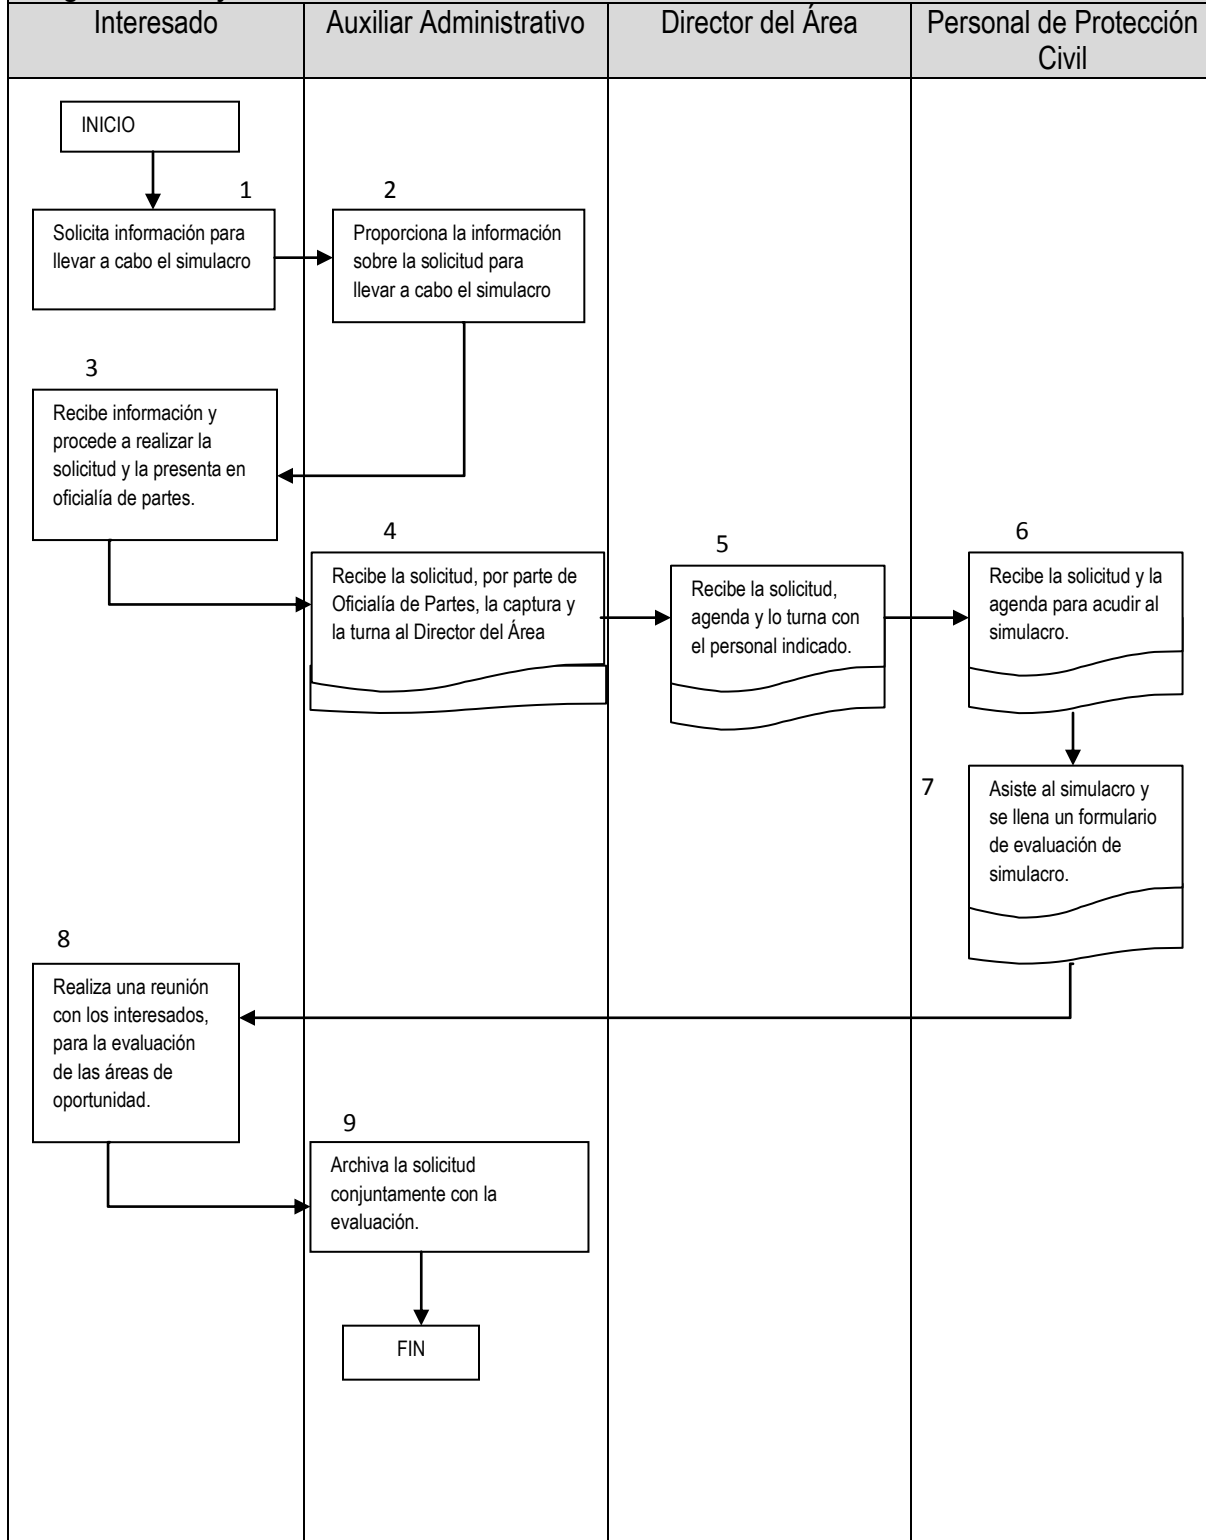 Interesado
Auxiliar Administrativo
Director del Área
Personal de Protección
Civil
INICIO
1
Solicita información para
llevar a cabo el simulacro
2
Proporciona la información
sobre la solicitud para
llevar a cabo el simulacro
3
Recibe información y
procede a realizar la
solicitud y la presenta en
oficialía de partes.
4
Recibe la solicitud, por parte de
Oficialía de Partes, la captura y
la turna al Director del Área
5
Recibe la solicitud,
agenda y lo turna con
el personal indicado.
6
Recibe la solicitud y la
agenda para acudir al
simulacro.
7
Asiste al simulacro y
se llena un formulario
de evaluación de
simulacro.
8
Realiza una reunión
con los interesados,
para la evaluación
de las áreas de
oportunidad.
9
Archiva la solicitud
conjuntamente con la
evaluación.
FIN